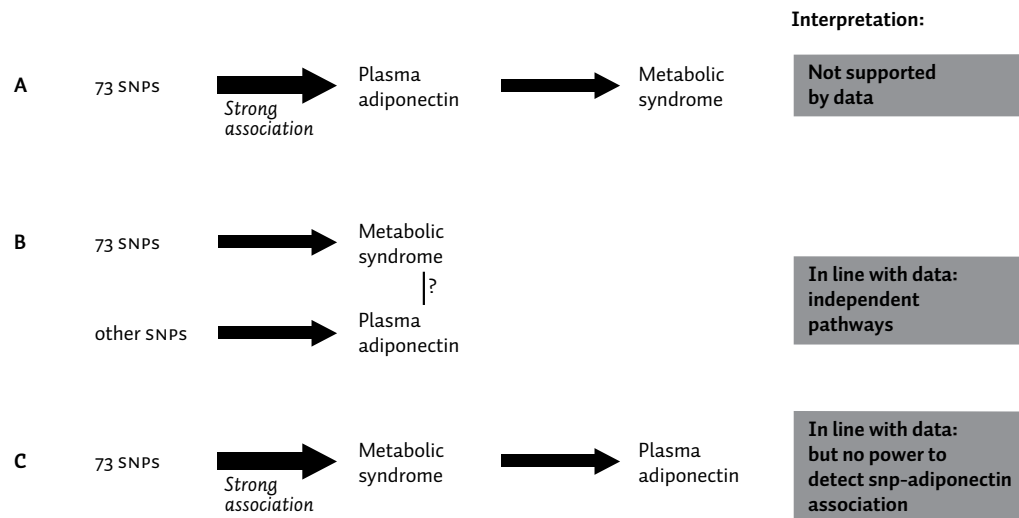 Interpretation:
A
73 SNPs
Strong
association
Plasma
adiponectin
Metabolic
syndrome
Not supported
by data
B
73 SNPs
Metabolic
syndrome
?
other SNPs
Plasma
adiponectin
In line with data:
independent
pathways
C
73 SNPs
Strong
association
Metabolic
syndrome
Plasma
adiponectin
In line with data:
but no power to
detect snp-adiponectin
association